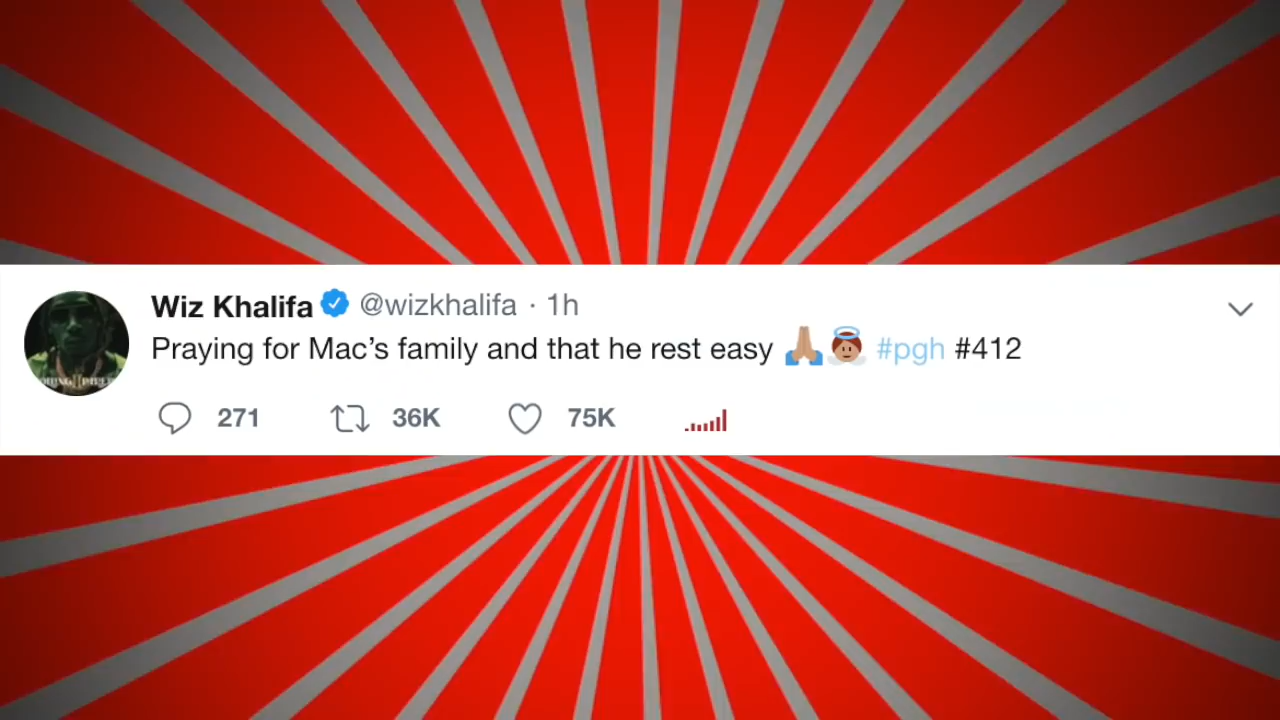 Wiz Khalifa @wizkhalifa · 1h
Praying for Mac's family and that he rest easy 🙏🏽👼🏽 #pgh #412
271 36K 75K